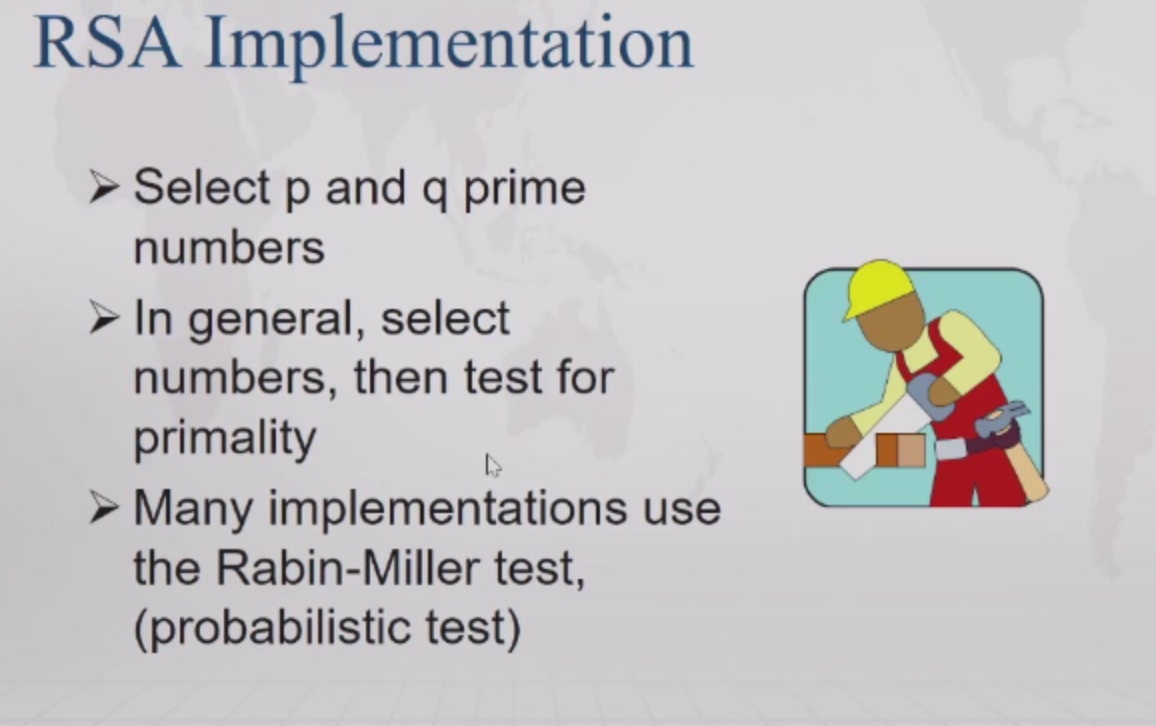 RSA Implementation
➢ Select p and q prime
numbers
➢ In general, select
numbers, then test for
primality
➢ Many implementations use
the Rabin-Miller test,
(probabilistic test)